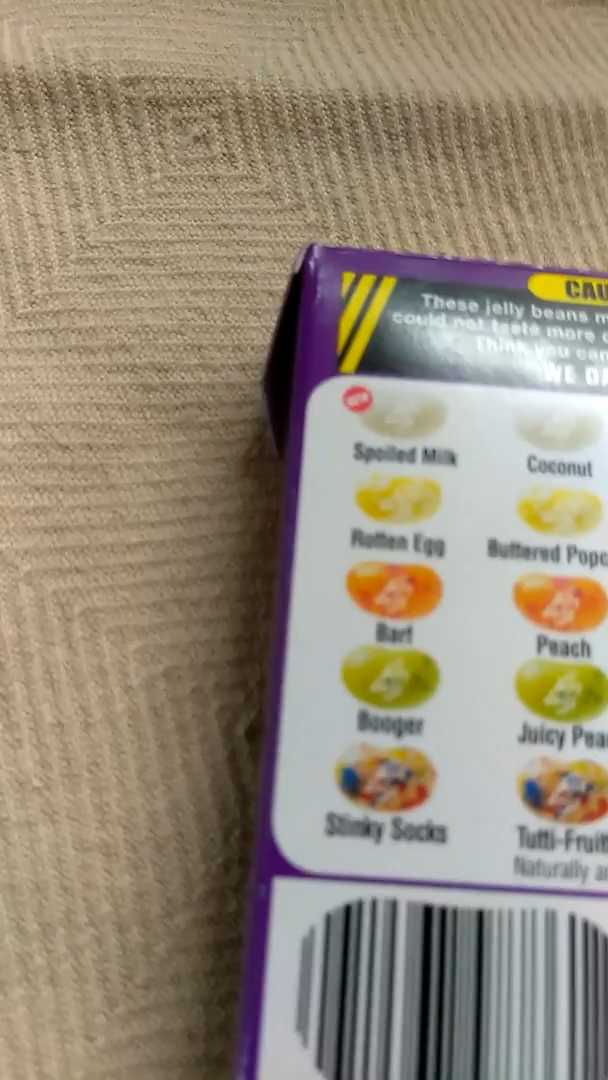 CAU
These jelly beans m
could not taste more
Think you can
WE DA
NEW
Spoiled Milk Coconut
Rotten Egg Buttered Popc
Barf Peach
Booger Juicy Pea
Stinky Socks Tutti-Fruit
Naturally a